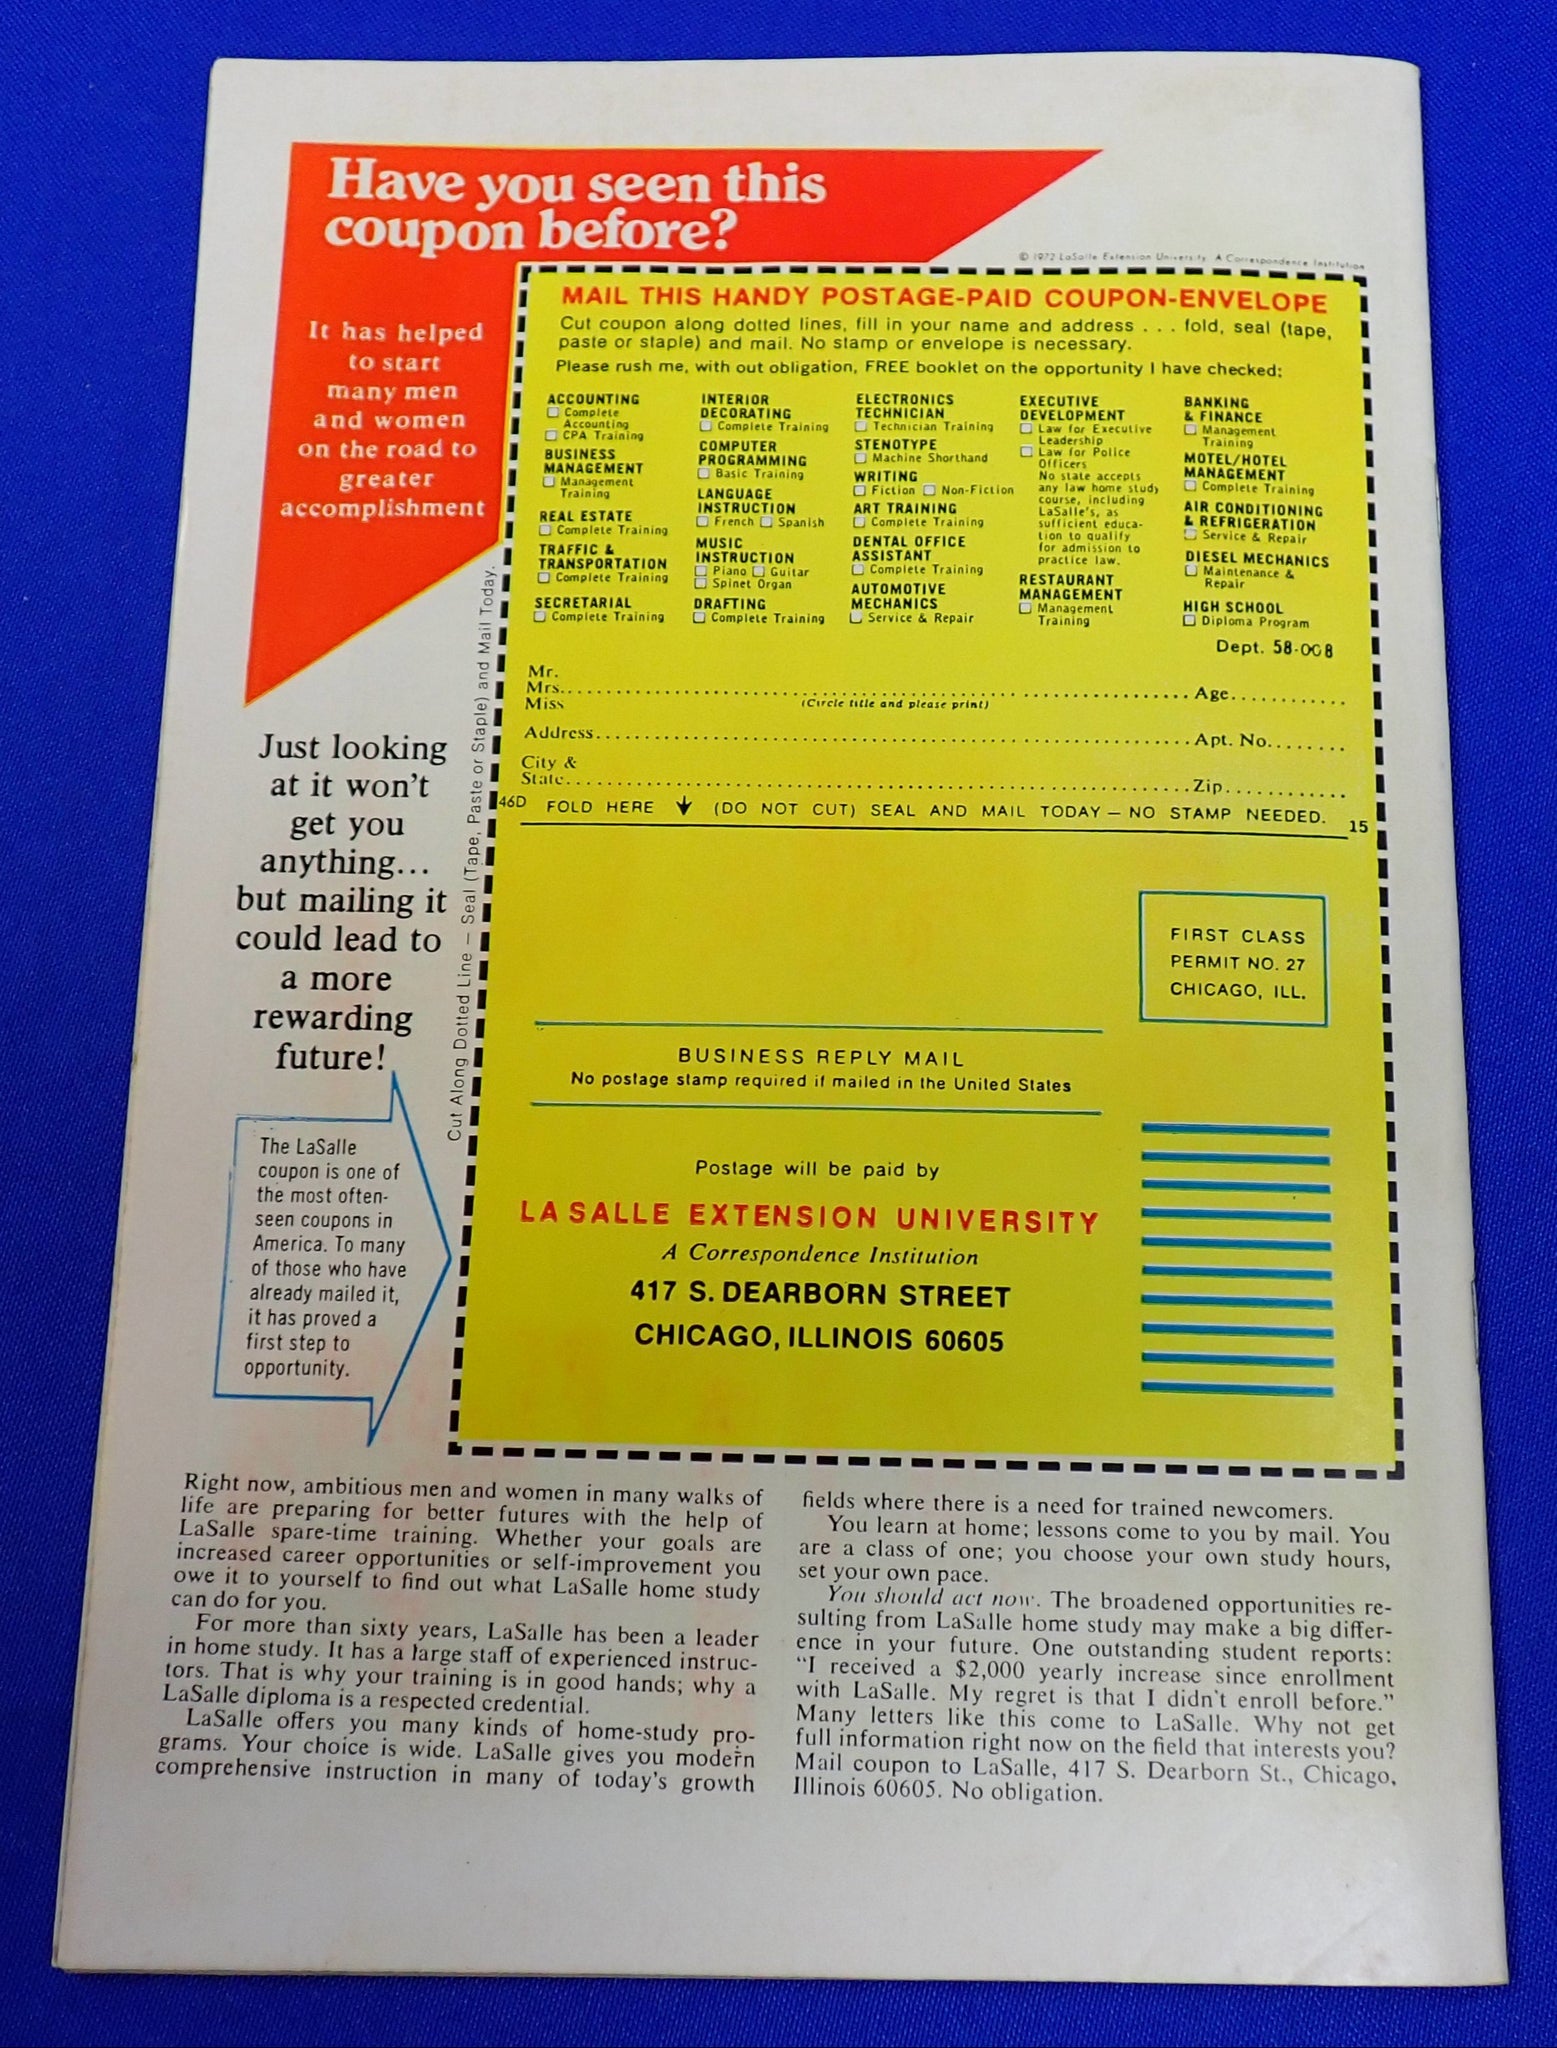 Have you seen this
coupon before?
It has helped
to start
many men
and women
on the road to
greater
accomplishment
© 1972 LaSalle Extension University. A Correspondence Institution
MAIL THIS HANDY POSTAGE-PAID COUPON-ENVELOPE
Cut coupon along dotted lines, fill in your name and address . . . fold, seal (tape,
paste or staple) and mail. No stamp or envelope is necessary.
Please rush me, with out obligation, FREE booklet on the opportunity I have checked:
ACCOUNTING
Complete
Accounting
CPA Training
BUSINESS
MANAGEMENT
Management
Training
REAL ESTATE
Complete Training
TRAFFIC &
TRANSPORTATION
Complete Training
SECRETARIAL
Complete Training
INTERIOR
DECORATING
Complete Training
COMPUTER
PROGRAMMING
Basic Training
LANGUAGE
INSTRUCTION
French Spanish
MUSIC
INSTRUCTION
Piano Guitar
Spinet Organ
DRAFTING
Complete Training
ELECTRONICS
TECHNICIAN
Technician Training
STENOTYPE
Machine Shorthand
WRITING
Fiction Non-Fiction
ART TRAINING
Complete Training
DENTAL OFFICE
ASSISTANT
Complete Training
AUTOMOTIVE
MECHANICS
Service & Repair
EXECUTIVE
DEVELOPMENT
Law for Executive
Leadership
Law for Police
Officers
No state accepts
any law home study
course, including
LaSalle's, as
sufficient educa-
tion to qualify
for admission to
practice law.
RESTAURANT
MANAGEMENT
Management
Training
BANKING
& FINANCE
Management
Training
MOTEL/HOTEL
MANAGEMENT
Complete Training
AIR CONDITIONING
& REFRIGERATION
Service & Repair
DIESEL MECHANICS
Maintenance &
Repair
HIGH SCHOOL
Diploma Program
Dept. 58-008
Mr.
Mrs. Age
Miss (Circle title and please print)
Address Apt. No.
City &
State Zip
46D FOLD HERE (DO NOT CUT) SEAL AND MAIL TODAY – NO STAMP NEEDED. 15
Cut Along Dotted Line — Seal (Tape, Paste or Staple) and Mail Today.
Just looking
at it won't
get you
anything...
but mailing it
could lead to
a more
rewarding
future!
FIRST CLASS
PERMIT NO. 27
CHICAGO, ILL.
BUSINESS REPLY MAIL
No postage stamp required if mailed in the United States
Postage will be paid by
LA SALLE EXTENSION UNIVERSITY
A Correspondence Institution
417 S. DEARBORN STREET
CHICAGO, ILLINOIS 60605
The LaSalle
coupon is one of
the most often-
seen coupons in
America. To many
of those who have
already mailed it,
it has proved a
first step to
opportunity.
Right now, ambitious men and women in many walks of
life are preparing for better futures with the help of
LaSalle spare-time training. Whether your goals are
increased career opportunities or self-improvement you
owe it to yourself to find out what LaSalle home study
can do for you.
For more than sixty years, LaSalle has been a leader
in home study. It has a large staff of experienced instruc-
tors. That is why your training is in good hands; why a
LaSalle diploma is a respected credential.
LaSalle offers you many kinds of home-study pro-
grams. Your choice is wide. LaSalle gives you modern
comprehensive instruction in many of today's growth
fields where there is a need for trained newcomers.
You learn at home; lessons come to you by mail. You
are a class of one; you choose your own study hours,
set your own pace.
You should act now. The broadened opportunities re-
sulting from LaSalle home study may make a big differ-
ence in your future. One outstanding student reports:
"I received a $2,000 yearly increase since enrollment
with LaSalle. My regret is that I didn't enroll before."
Many letters like this come to LaSalle. Why not get
full information right now on the field that interests you?
Mail coupon to LaSalle, 417 S. Dearborn St., Chicago,
Illinois 60605. No obligation.